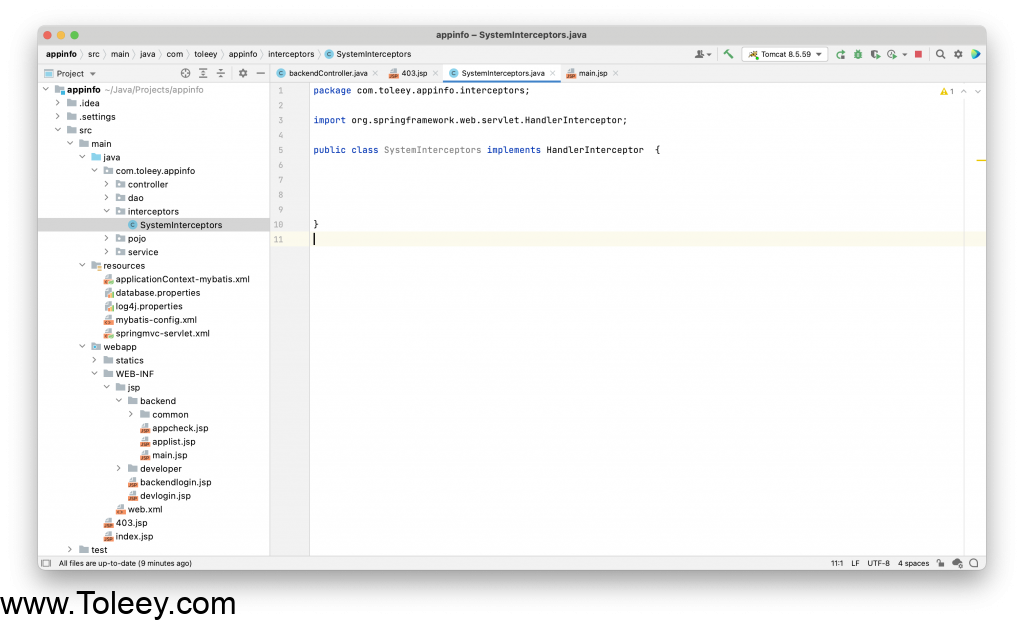 appinfo – SystemInterceptors.java
appinfo src main java com toleey appinfo interceptors SystemInterceptors
Tomcat 8.5.59
Project
backendController.java
403.jsp
SystemInterceptors.java
main.jsp
appinfo ~/Java/Projects/appinfo
.idea
.settings
src
main
java
com.toleey.appinfo
controller
dao
interceptors
SystemInterceptors
pojo
service
resources
applicationContext-mybatis.xml
database.properties
log4j.properties
mybatis-config.xml
springmvc-servlet.xml
webapp
statics
WEB-INF
jsp
backend
common
appcheck.jsp
applist.jsp
main.jsp
developer
backendlogin.jsp
devlogin.jsp
web.xml
403.jsp
index.jsp
test
1 package com.toleey.appinfo.interceptors;
1
2
3 import org.springframework.web.servlet.HandlerInterceptor;
4
5 public class SystemInterceptors implements HandlerInterceptor {
6
7
8
9
10 }
11
All files are up-to-date (9 minutes ago)
11:1 LF UTF-8 4 spaces
www.Toleey.com